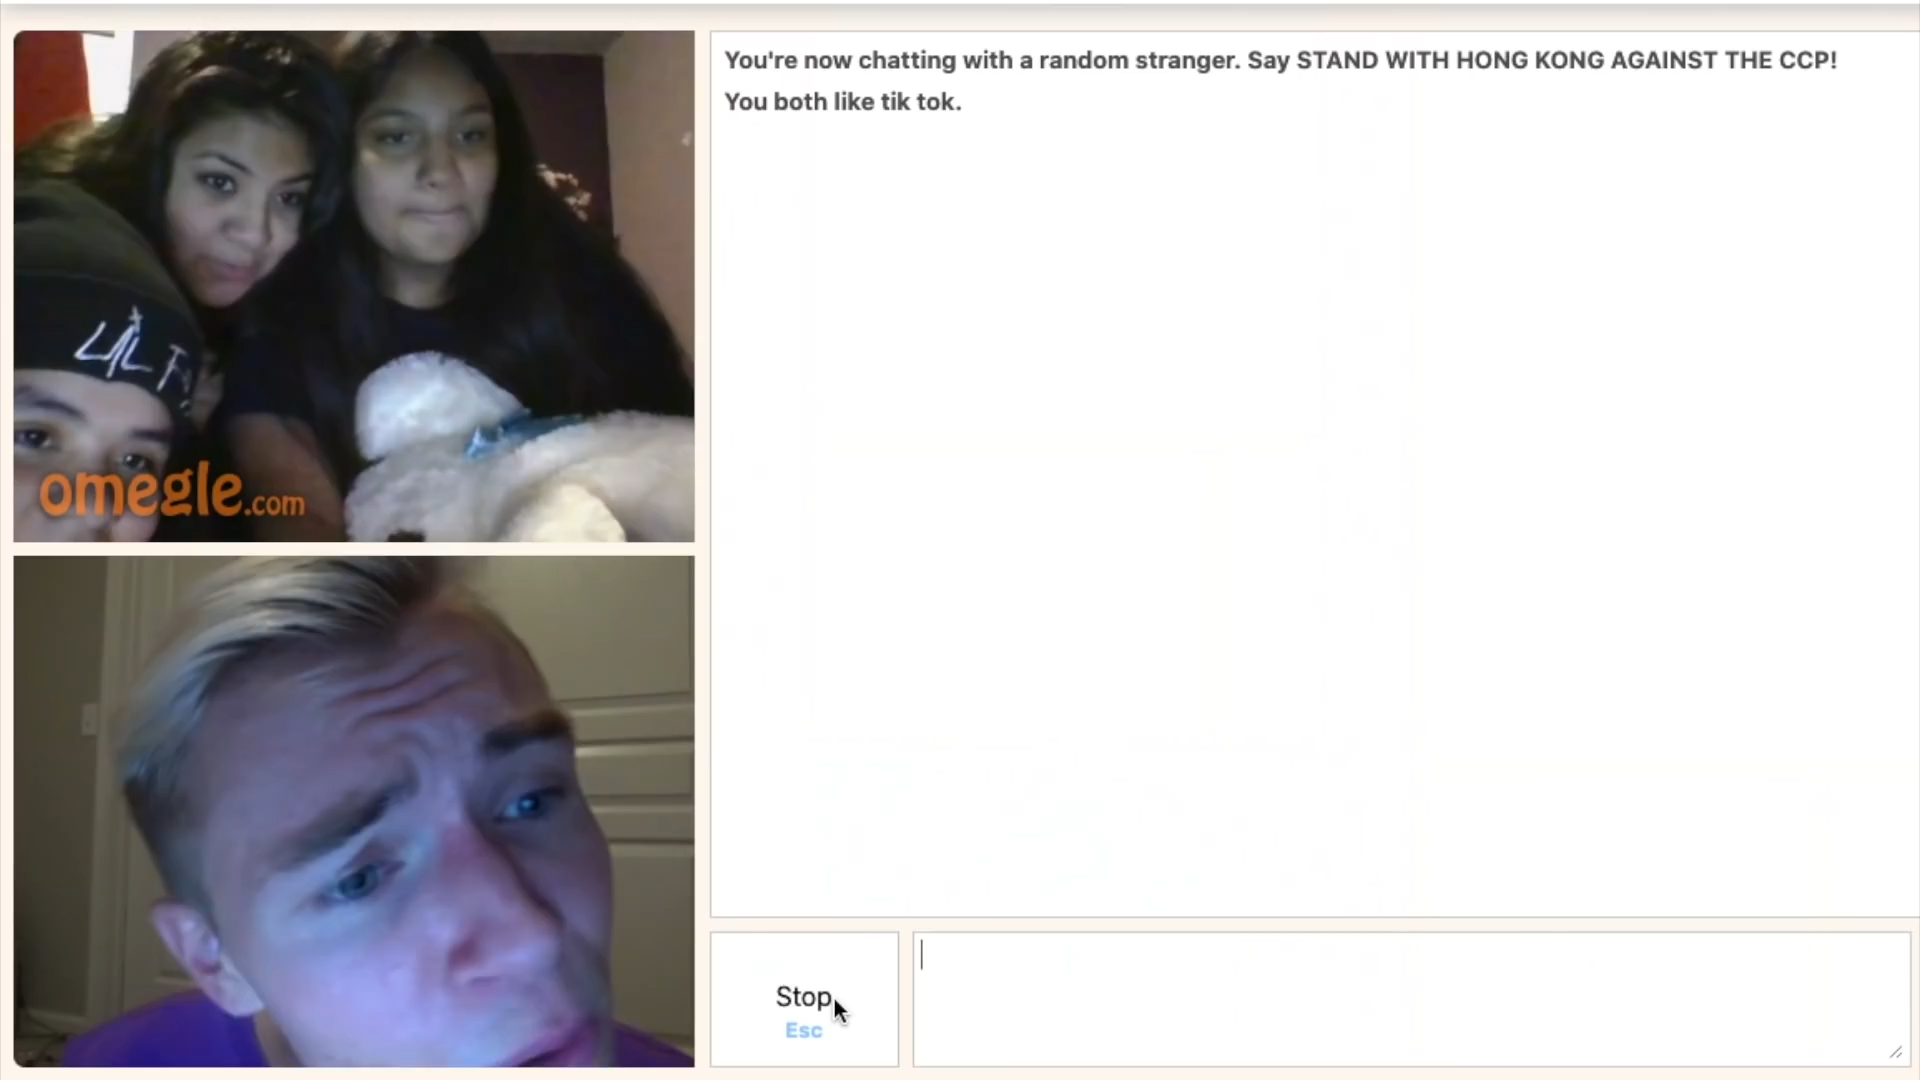 You're now chatting with a random stranger. Say STAND WITH HONG KONG AGAINST THE CCP!
You both like tik tok.
LIL F
omegle.com
Stop
Esc